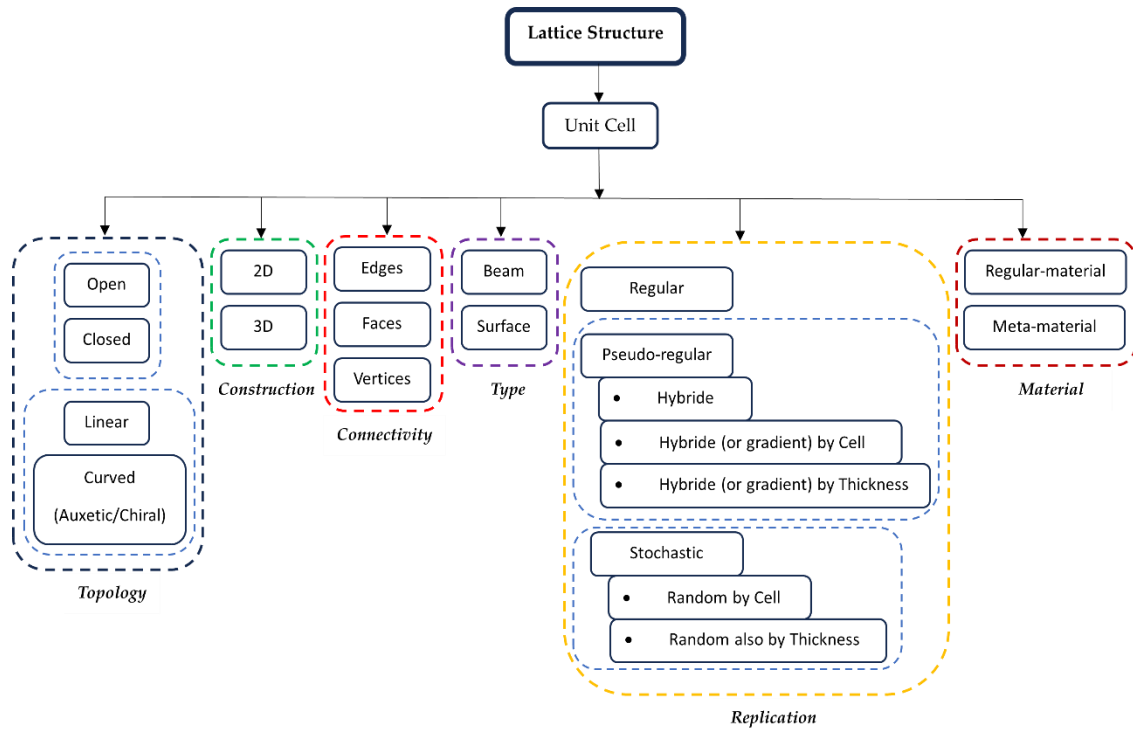 Lattice Structure
Unit Cell
Open
Closed
Linear
Curved
(Auxetic/Chiral)
Topology
2D
3D
Construction
Edges
Faces
Vertices
Connectivity
Beam
Surface
Type
Regular
Pseudo-regular
• Hybride
• Hybride (or gradient) by Cell
• Hybride (or gradient) by Thickness
Stochastic
• Random by Cell
• Random also by Thickness
Replication
Regular-material
Meta-material
Material